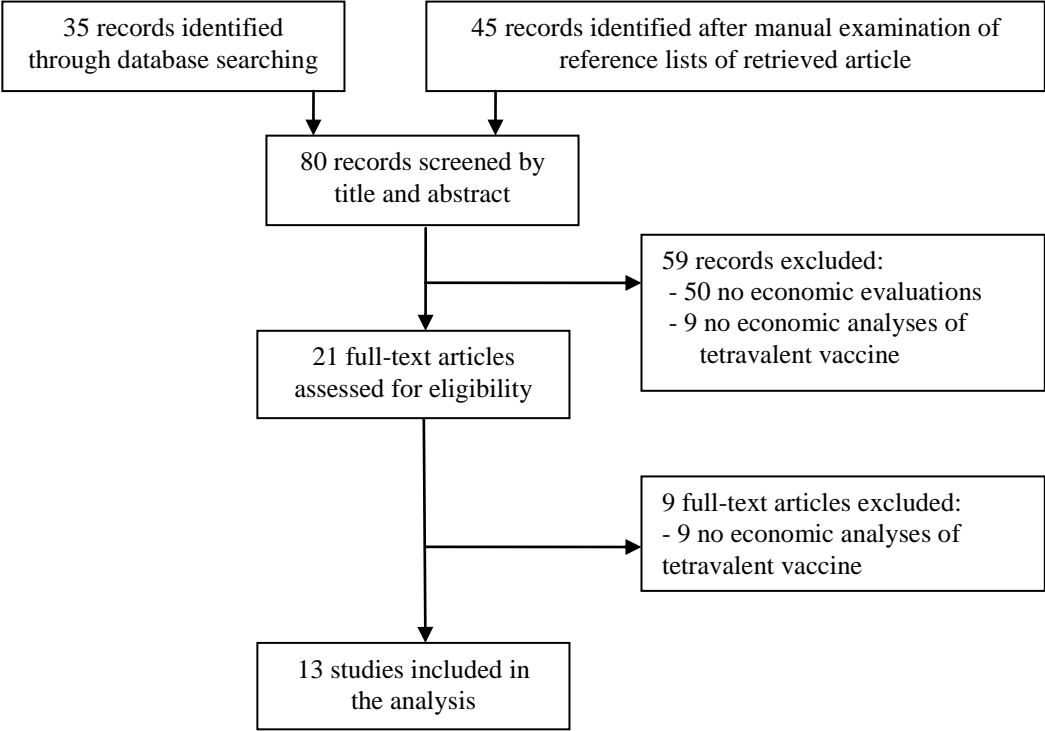 35 records identified
through database searching
45 records identified after manual examination of
reference lists of retrieved article
80 records screened by
title and abstract
59 records excluded:
- 50 no economic evaluations
- 9 no economic analyses of
tetravalent vaccine
21 full-text articles
assessed for eligibility
9 full-text articles excluded:
- 9 no economic analyses of
tetravalent vaccine
13 studies included in
the analysis